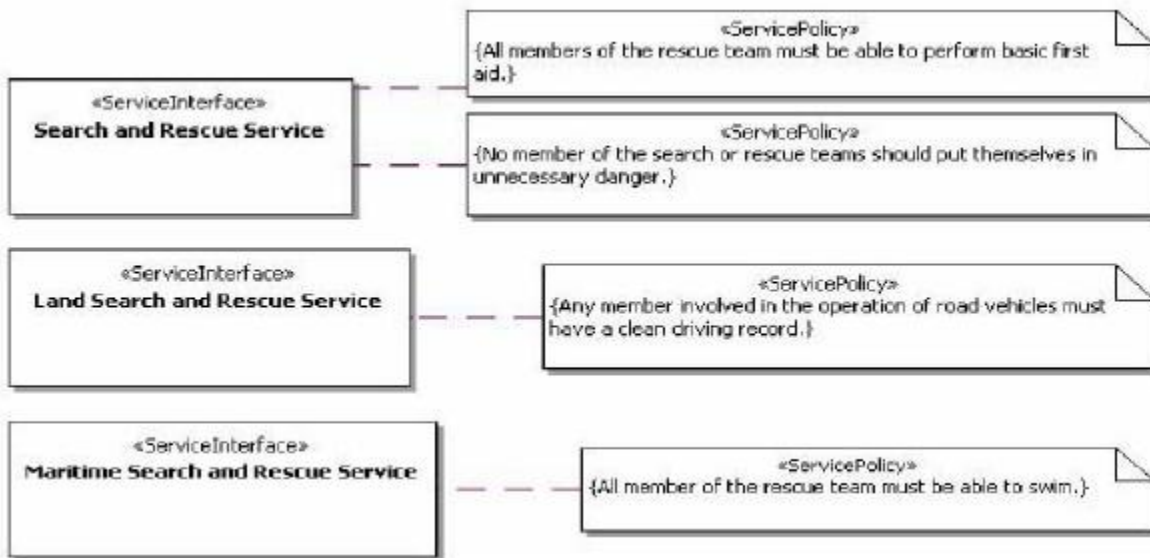 «ServicePolicy»
{All members of the rescue team must be able to perform basic first
aid.}
«ServiceInterface»
Search and Rescue Service
«ServicePolicy»
{No member of the search or rescue teams should put themselves in
unnecessary danger.}
«ServiceInterface»
Land Search and Rescue Service
«ServicePolicy»
{Any member involved in the operation of road vehicles must
have a clean driving record.}
«ServiceInterface»
Maritime Search and Rescue Service
«ServicePolicy»
{All member of the rescue team must be able to swim.}